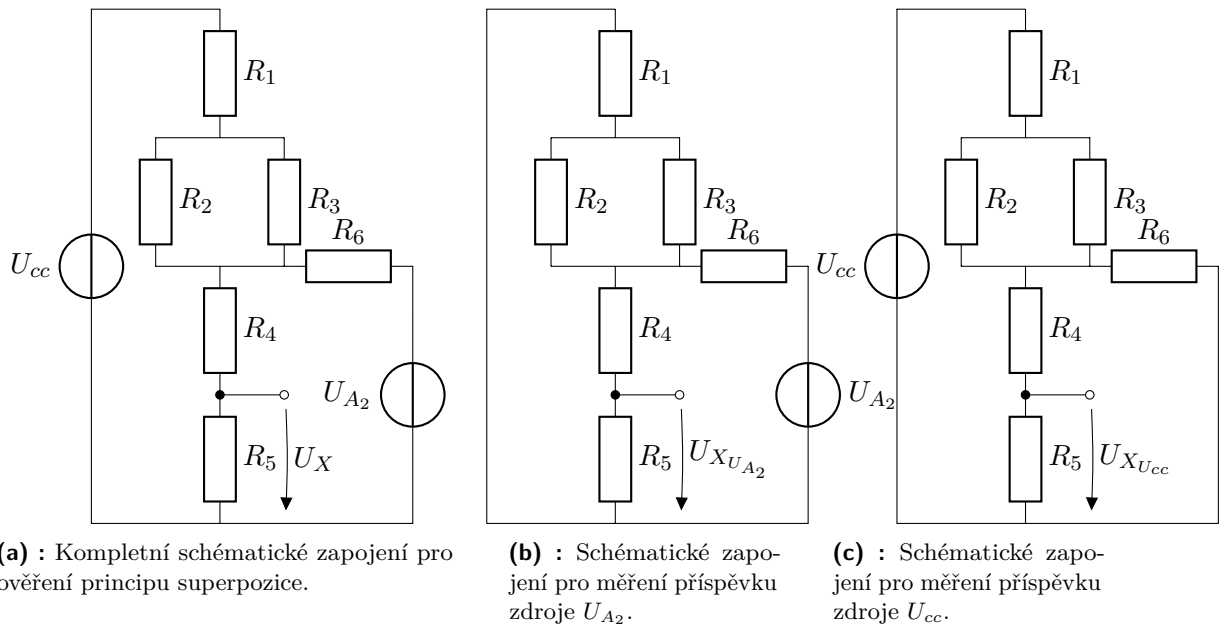 R1
R2
R3
R6
Ucc
R4
UA2
R5
UX
R1
R2
R3
R6
R4
UA2
R5
UXUA2
R1
R2
R3
R6
Ucc
R4
R5
UXUcc
(a) : Kompletní schématické zapojení pro
ověření principu superpozice.
(b) : Schématické zapo-
jení pro měření příspěvku
zdroje UA2.
(c) : Schématické zapo-
jení pro měření příspěvku
zdroje Ucc.